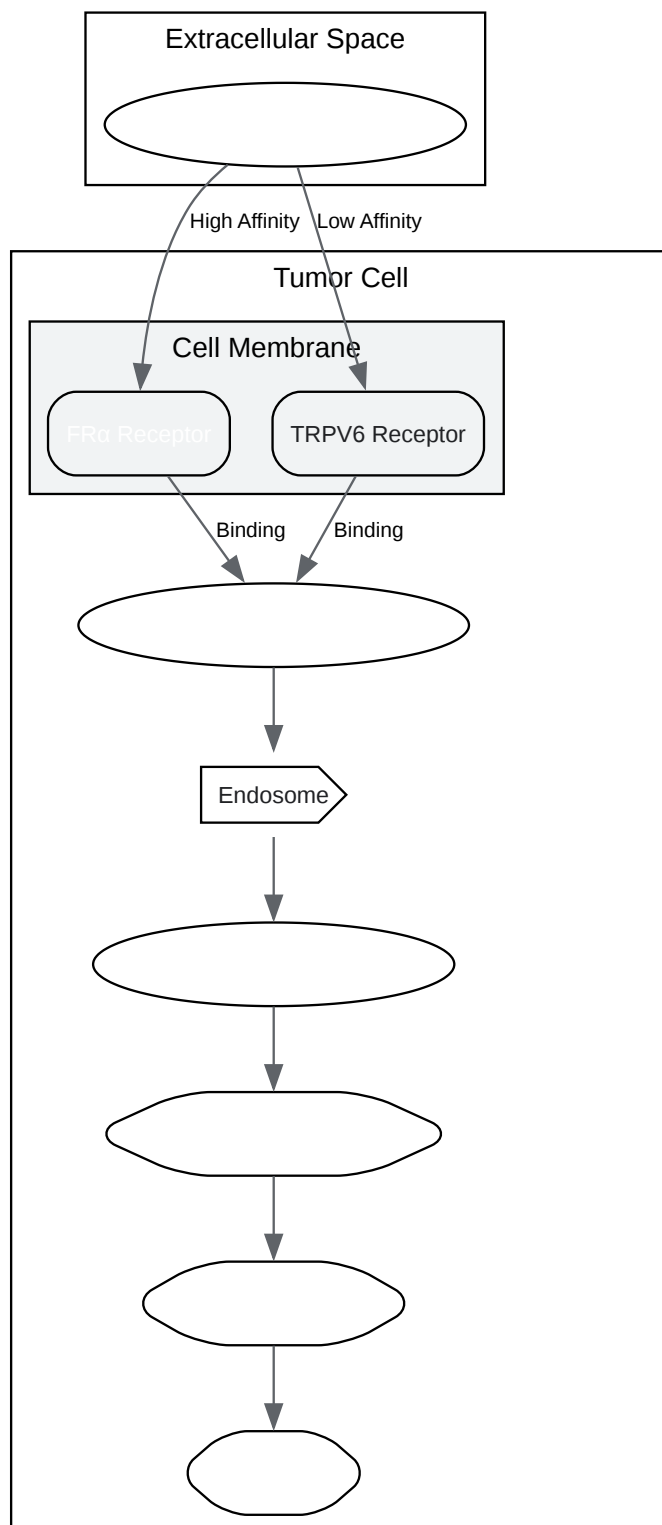 Extracellular Space
High Affinity
Low Affinity
Tumor Cell
Cell Membrane
FRα Receptor
TRPV6 Receptor
Binding
Binding
Endosome